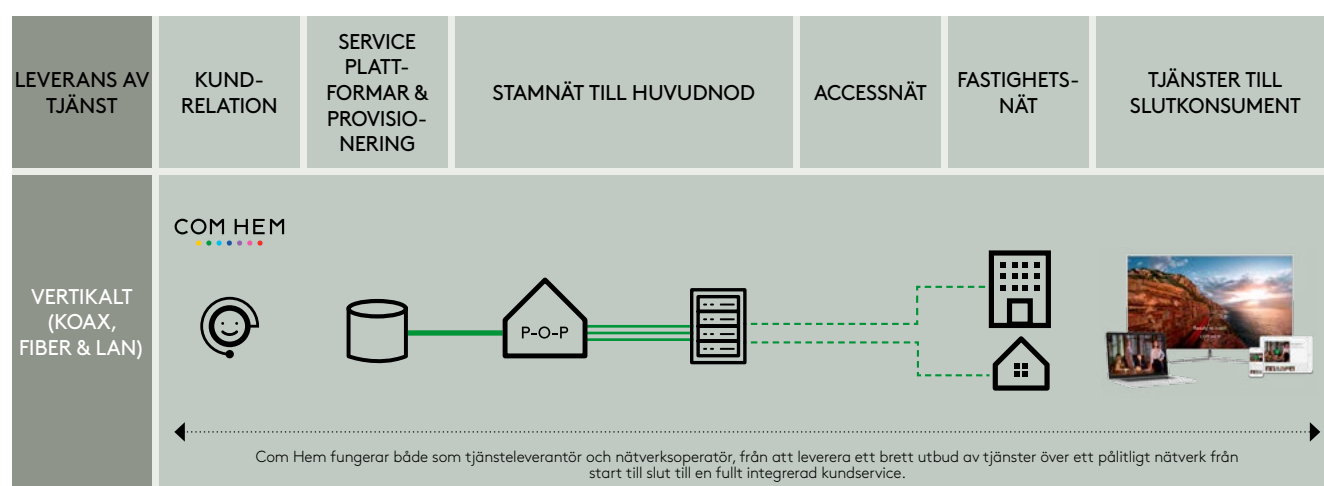 LEVERANS AV
TJÄNST
KUND-
RELATION
SERVICE
PLATT-
FORMAR &
PROVISIO-
NERING
STAMNÄT TILL HUVUDNOD
ACCESSNÄT
FASTIGHETS-
NÄT
TJÄNSTER TILL
SLUTKONSUMENT
VERTIKALT
(KOAX,
FIBER & LAN)
COM HEM
P-O-P
Com Hem fungerar både som tjänsteleverantör och nätverksoperatör, från att leverera ett brett utbud av tjänster över ett pålitligt nätverk från
start till slut till en fullt integrerad kundservice.